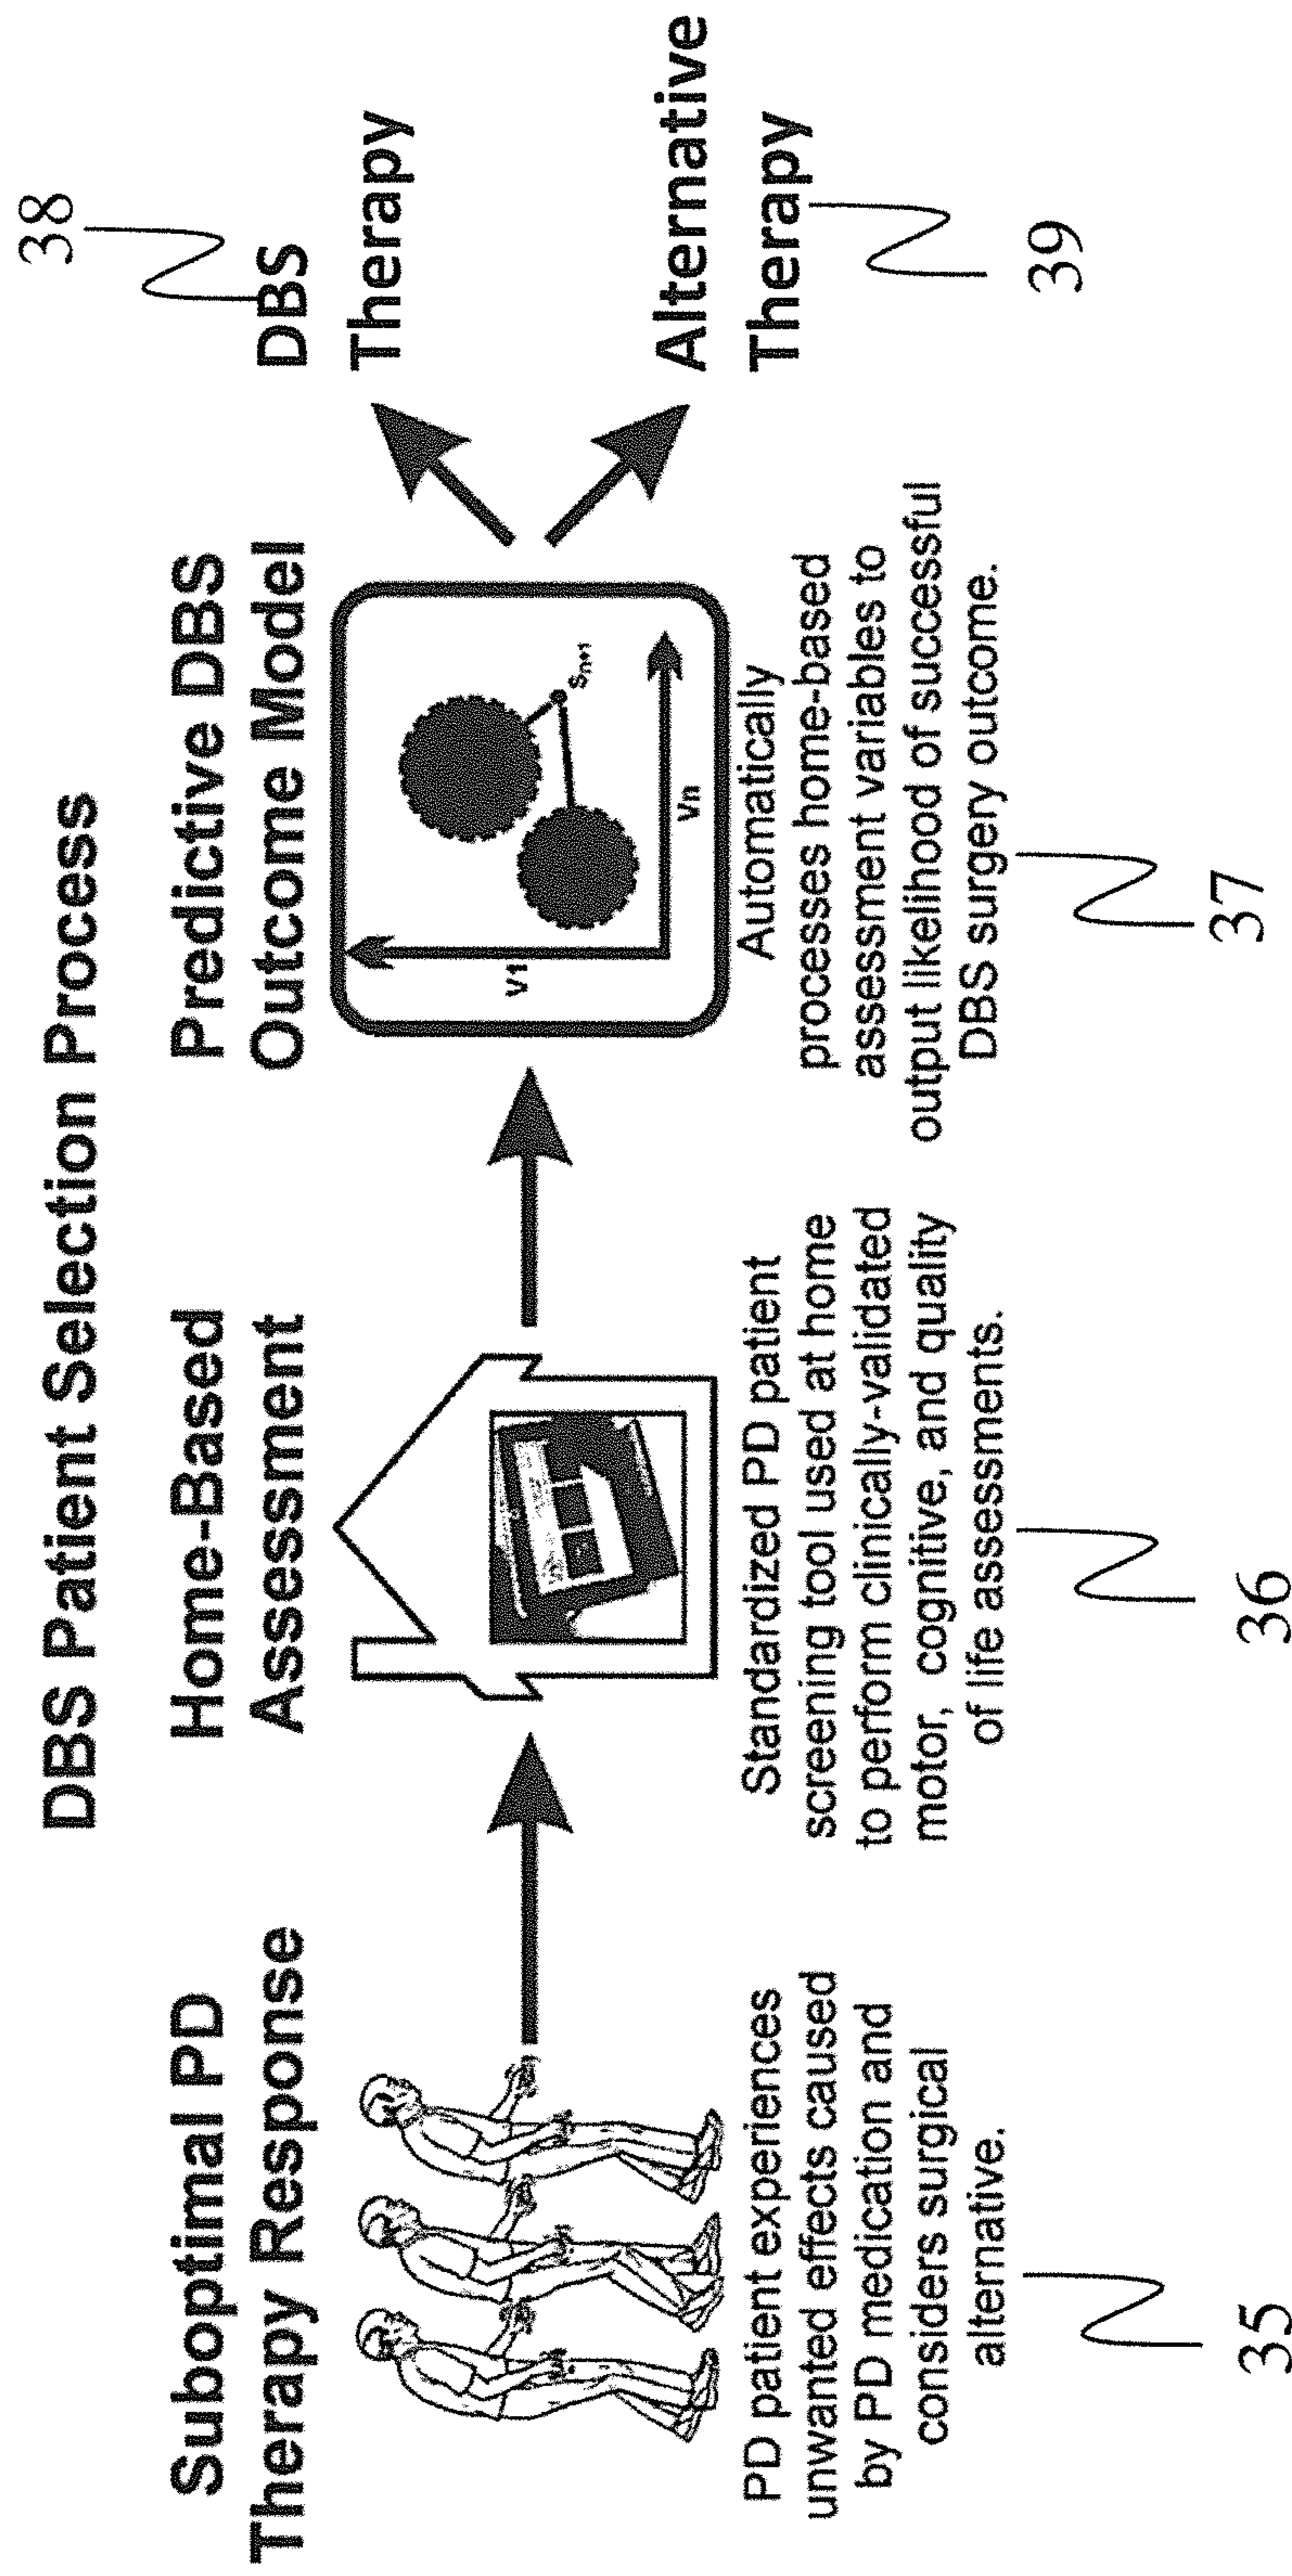 DBS Patient Selection Process
Suboptimal PD
Therapy Response
PD patient experiences
unwanted effects caused
by PD medication and
considers surgical
alternative.
35
Home-Based
Assessment
Standardized PD patient
screening tool used at home
to perform clinically-validated
motor, cognitive, and quality
of life assessments.
36
Predictive DBS
Outcome Model
V1
Vn
Sn+1
Automatically
processes home-based
assessment variables to
output likelihood of successful
DBS surgery outcome.
37
38
DBS
Therapy
Alternative
Therapy
39